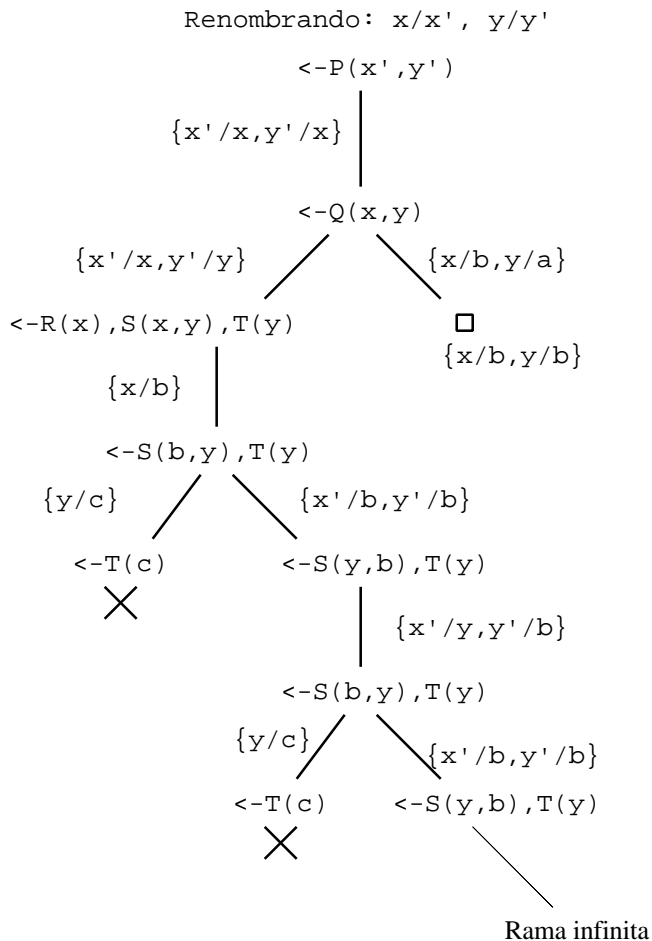 Renombrando: x/x', y/y'
<-P(x',y')
{x'/x,y'/x}
<-Q(x,y)
{x'/x,y'/y}
{x/b,y/a}
<-R(x),S(x,y),T(y)
{x/b,y/b}
{x/b}
<-S(b,y),T(y)
{y/c}
{x'/b,y'/b}
<-T(c)
<-S(y,b),T(y)
{x'/y,y'/b}
<-S(b,y),T(y)
{y/c}
{x'/b,y'/b}
<-T(c)
<-S(y,b),T(y)
Rama infinita